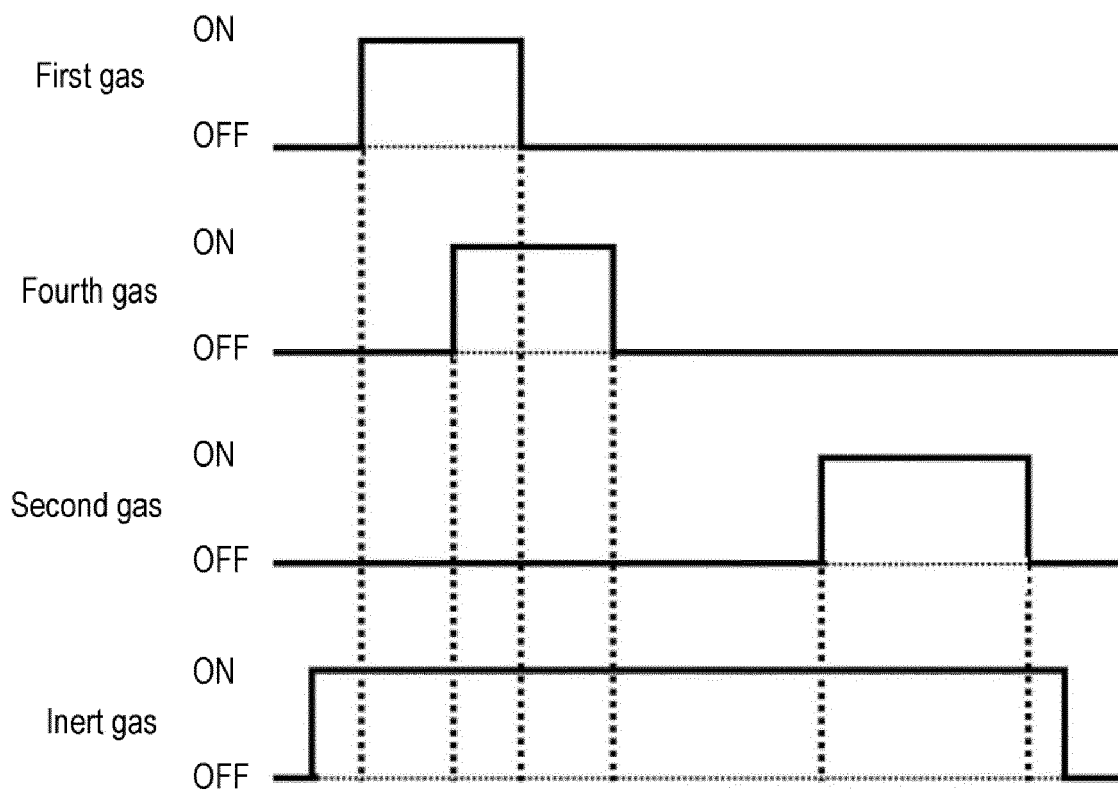 ON
First gas
OFF
ON
Fourth gas
OFF
ON
Second gas
OFF
ON
Inert gas
OFF